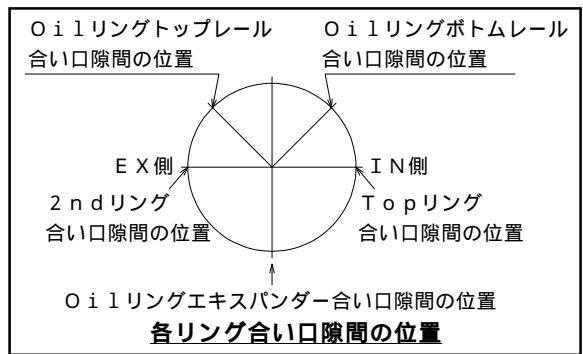 Ｏｉｌリングトップレール
合い口隙間の位置
Ｏｉｌリングボトムレール
合い口隙間の位置
ＥＸ側
ＩＮ側
２ｎｄリング
合い口隙間の位置
Ｔｏｐリング
合い口隙間の位置
Ｏｉｌリングエキスパンダー合い口隙間の位置
各リング合い口隙間の位置